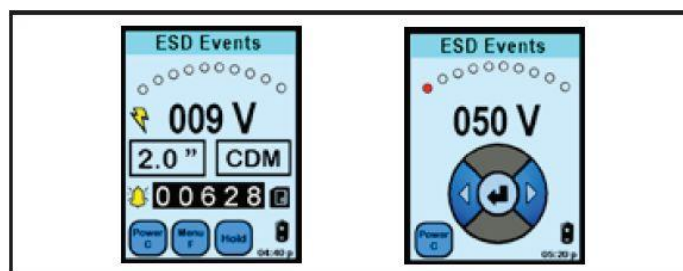 ESD Events
009 V
2.0 ” CDM
00628
Power
C
Menu
F
Hold
04:40 p
ESD Events
050 V
Power
C
05:20 p